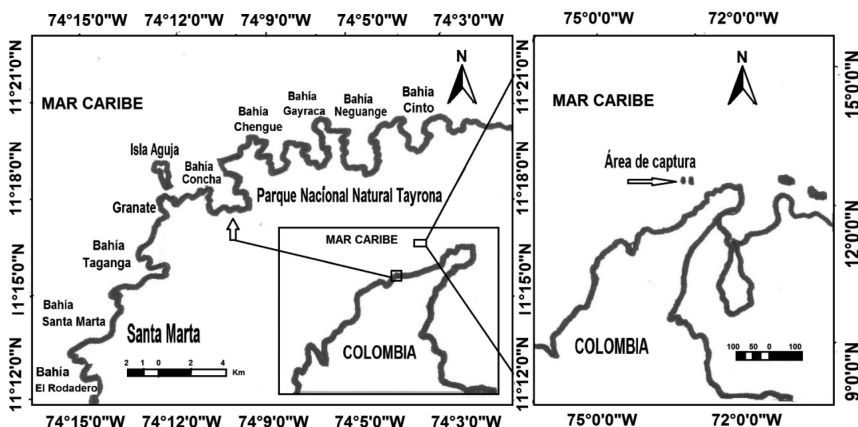 74°15'0"W 74°12'0"W 74°9'0"W 74°5'0"W 74°3'0"W
75°0'0"W 72°0'0"W
11°21'0"N
11°18'0"N
11°15'0"N
11°12'0"N
MAR CARIBE
N
Bahía
Chengue
Bahía
Gayraca
Bahía
Neguange
Bahía
Cinto
Isla Aguja
Bahía
Concha
Granate
Parque Nacional Natural Tayrona
Bahía
Taganga
Bahía
Santa Marta
Santa Marta
Bahía
El Rodadero
2 1 0 2 4
Km
MAR CARIBE
COLOMBIA
74°15'0"W 74°12'0"W 74°9'0"W 74°5'0"W 74°3'0"W
MAR CARIBE
N
Área de captura
COLOMBIA
100 50 0 100
15°0'0"N
12°0'0"N
9°0'0"N
75°0'0"W 72°0'0"W